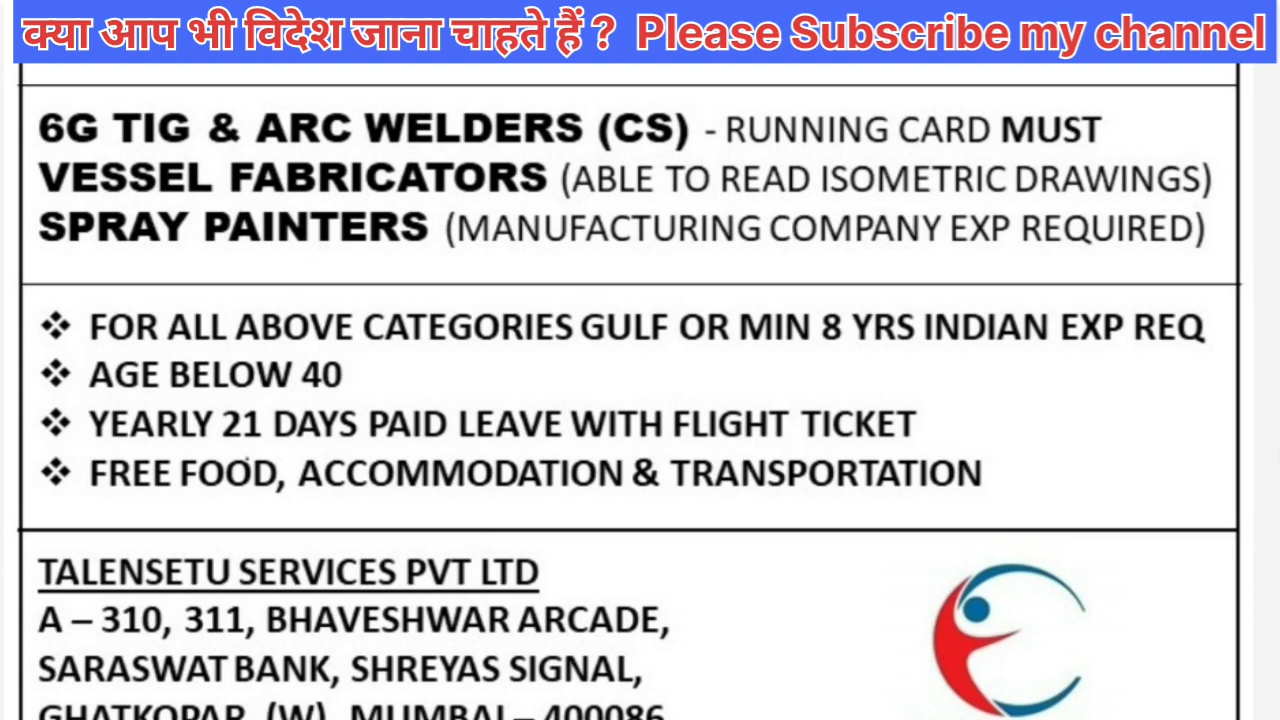 क्या आप भी विदेश जाना चाहते हैं ? Please Subscribe my channel
6G TIG & ARC WELDERS (CS) - RUNNING CARD MUST
VESSEL FABRICATORS (ABLE TO READ ISOMETRIC DRAWINGS)
SPRAY PAINTERS (MANUFACTURING COMPANY EXP REQUIRED)
❖ FOR ALL ABOVE CATEGORIES GULF OR MIN 8 YRS INDIAN EXP REQ
❖ AGE BELOW 40
❖ YEARLY 21 DAYS PAID LEAVE WITH FLIGHT TICKET
❖ FREE FOOD, ACCOMMODATION & TRANSPORTATION
TALENSETU SERVICES PVT LTD
A – 310, 311, BHAVESHWAR ARCADE,
SARASWAT BANK, SHREYAS SIGNAL,
GHATKOPAR (W), MUMBAI – 400086